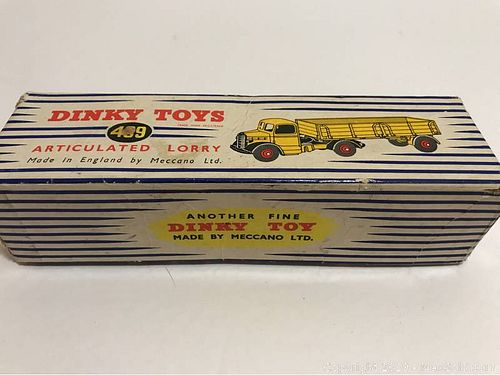 DINKY TOYS
409
ARTICULATED LORRY
Made in England by Meccano Ltd.
ANOTHER FINE
DINKY TOY
MADE BY MECCANO LTD.